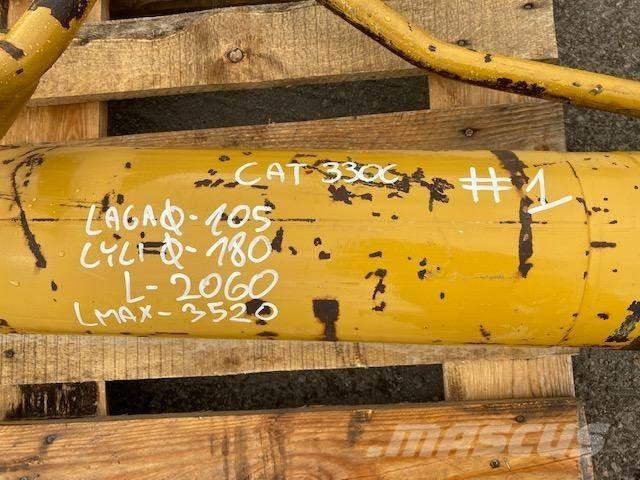 CAT 330C #1
LAGAØ-105
CYLIØ-180
L-2060
LMAX-3520
mascus